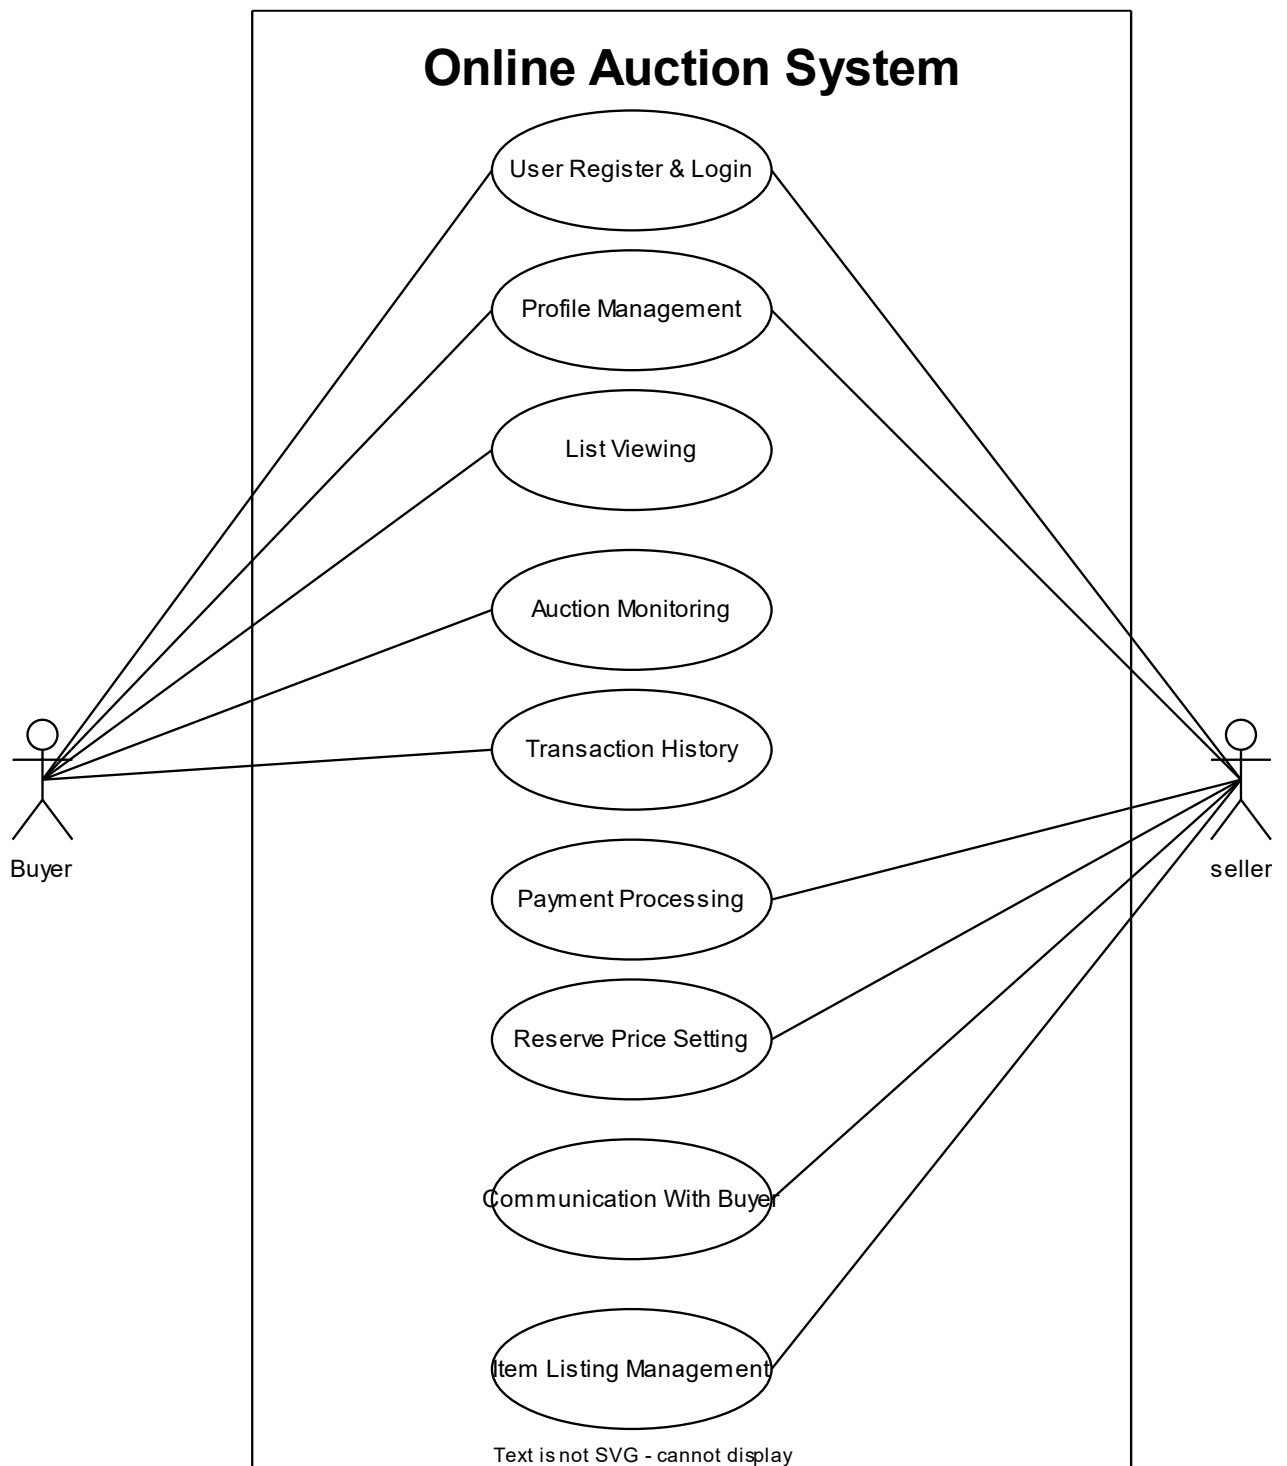 Online Auction System
User Register & Login
Profile Management
List Viewing
Auction Monitoring
Transaction History
Buyer
seller
Payment Processing
Reserve Price Setting
Communication With Buyer
Item Listing Management
Text is not SVG - cannot display